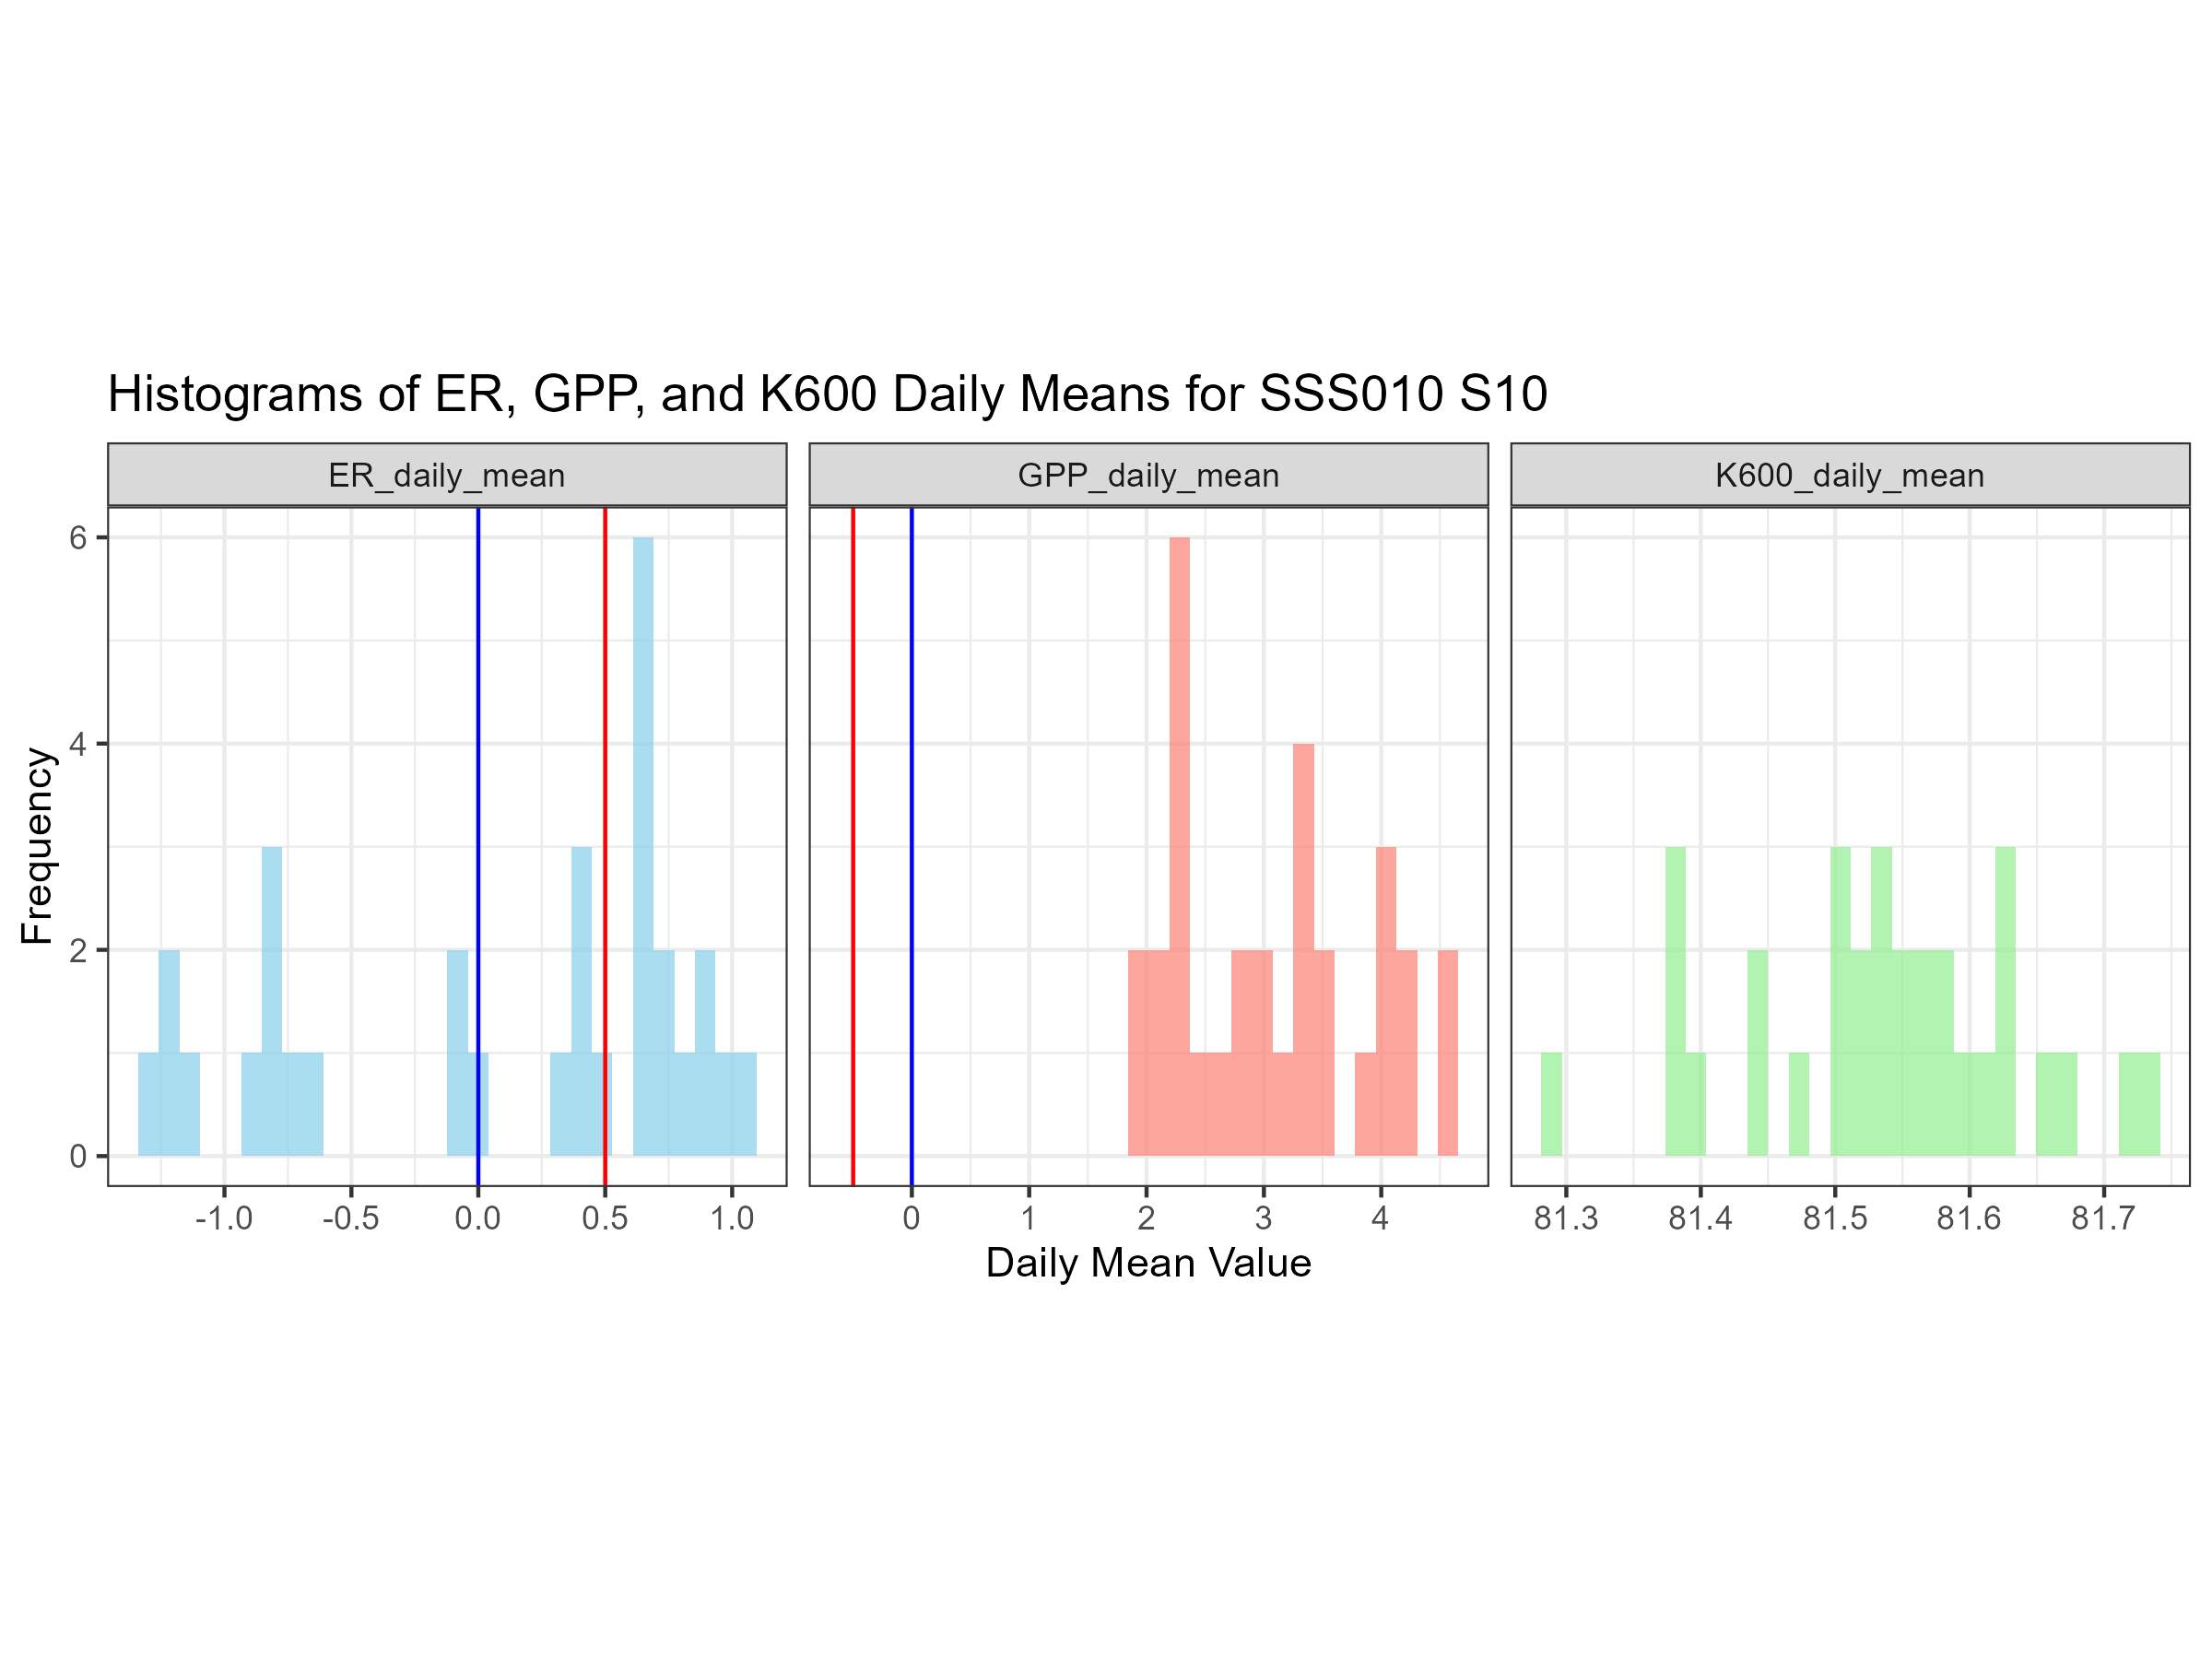 Histograms of ER, GPP, and K600 Daily Means for SSS010 S10
ER_daily_mean
GPP_daily_mean
K600_daily_mean
Frequency
6
4
2
0
-1.0 -0.5 0.0 0.5 1.0
0 1 2 3 4
81.3 81.4 81.5 81.6 81.7
Daily Mean Value